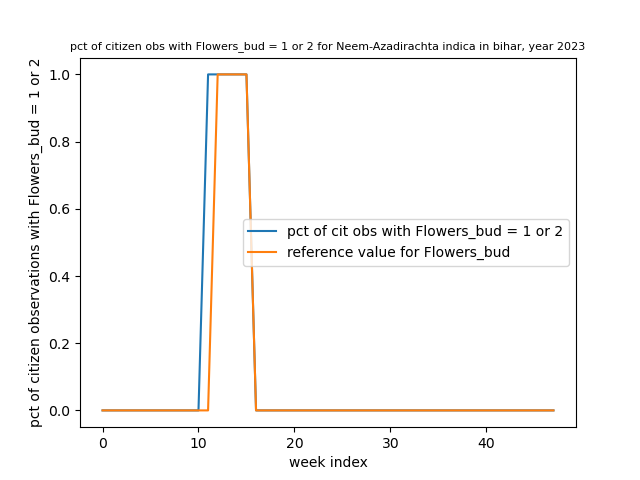 pct of citizen obs with Flowers_bud = 1 or 2 for Neem-Azadirachta indica in bihar, year 2023
pct of citizen observations with Flowers_bud = 1 or 2
1.0
0.8
0.6
0.4
0.2
0.0
pct of cit obs with Flowers_bud = 1 or 2
reference value for Flowers_bud
0 10 20 30 40
week index